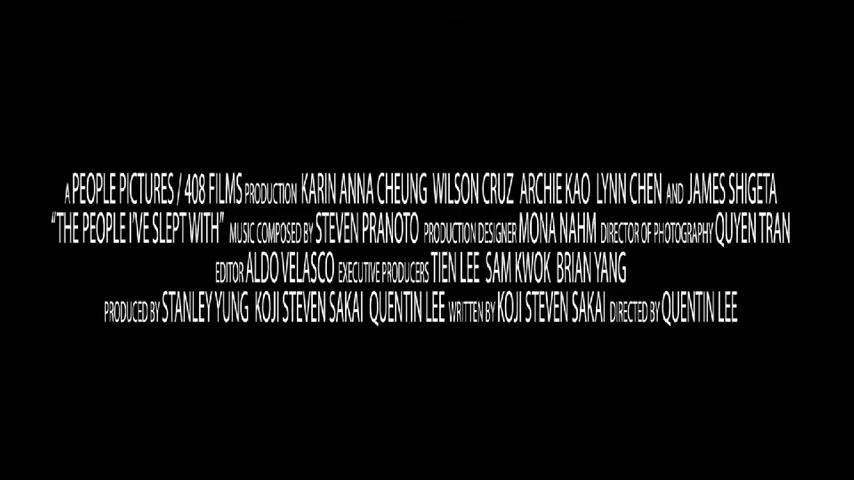 A PEOPLE PICTURES / 408 FILMS PRODUCTION KARIN ANNA CHEUNG WILSON CRUZ ARCHIE KAO LYNN CHEN AND JAMES SHIGETA
"THE PEOPLE I'VE SLEPT WITH" MUSIC COMPOSED BY STEVEN PRANOTO PRODUCTION DESIGNER MONA NAHM DIRECTOR OF PHOTOGRAPHY QUYEN TRAN
EDITOR ALDO VELASCO EXECUTIVE PRODUCERS TIEN LEE SAM KWOK BRIAN YANG
PRODUCED BY STANLEY YUNG KOJI STEVEN SAKAI QUENTIN LEE WRITTEN BY KOJI STEVEN SAKAI DIRECTED BY QUENTIN LEE